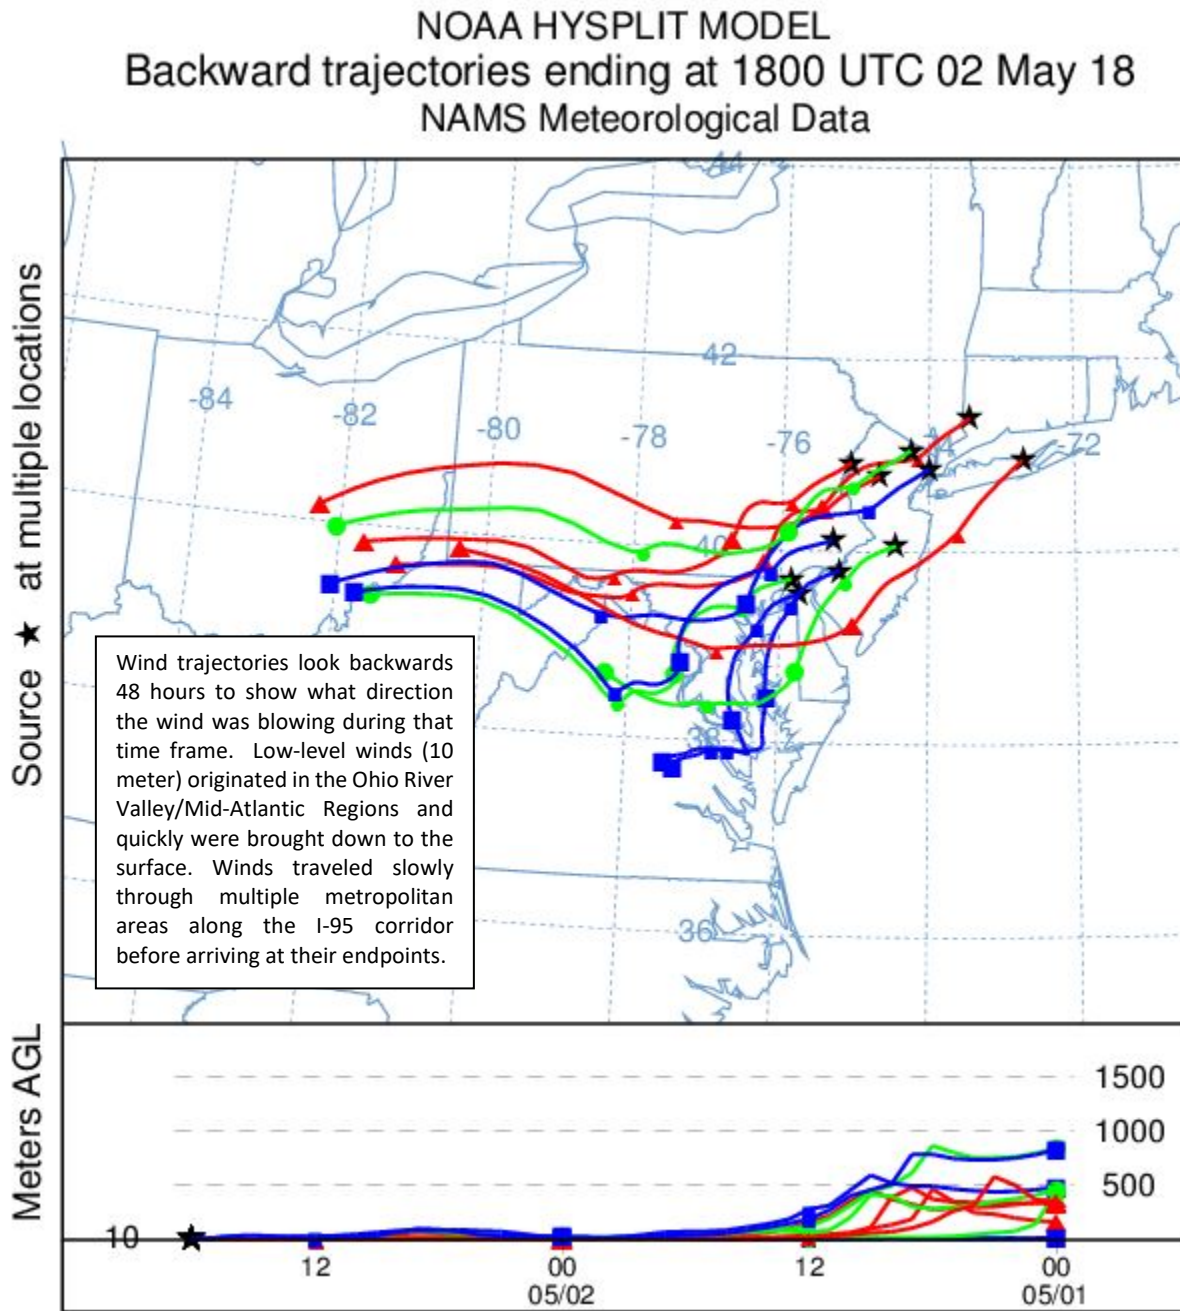 NOAA HYSPLIT MODEL
Backward trajectories ending at 1800 UTC 02 May 18
NAMS Meteorological Data
Source ★ at multiple locations
44
42
-84
-82
-80
-78
-76
-74
-72
40
38
36
Wind trajectories look backwards
48 hours to show what direction
the wind was blowing during that
time frame. Low-level winds (10
meter) originated in the Ohio River
Valley/Mid-Atlantic Regions and
quickly were brought down to the
surface. Winds traveled slowly
through multiple metropolitan
areas along the I-95 corridor
before arriving at their endpoints.
Meters AGL
1500
1000
500
10
12 00 12 00
05/02 05/01